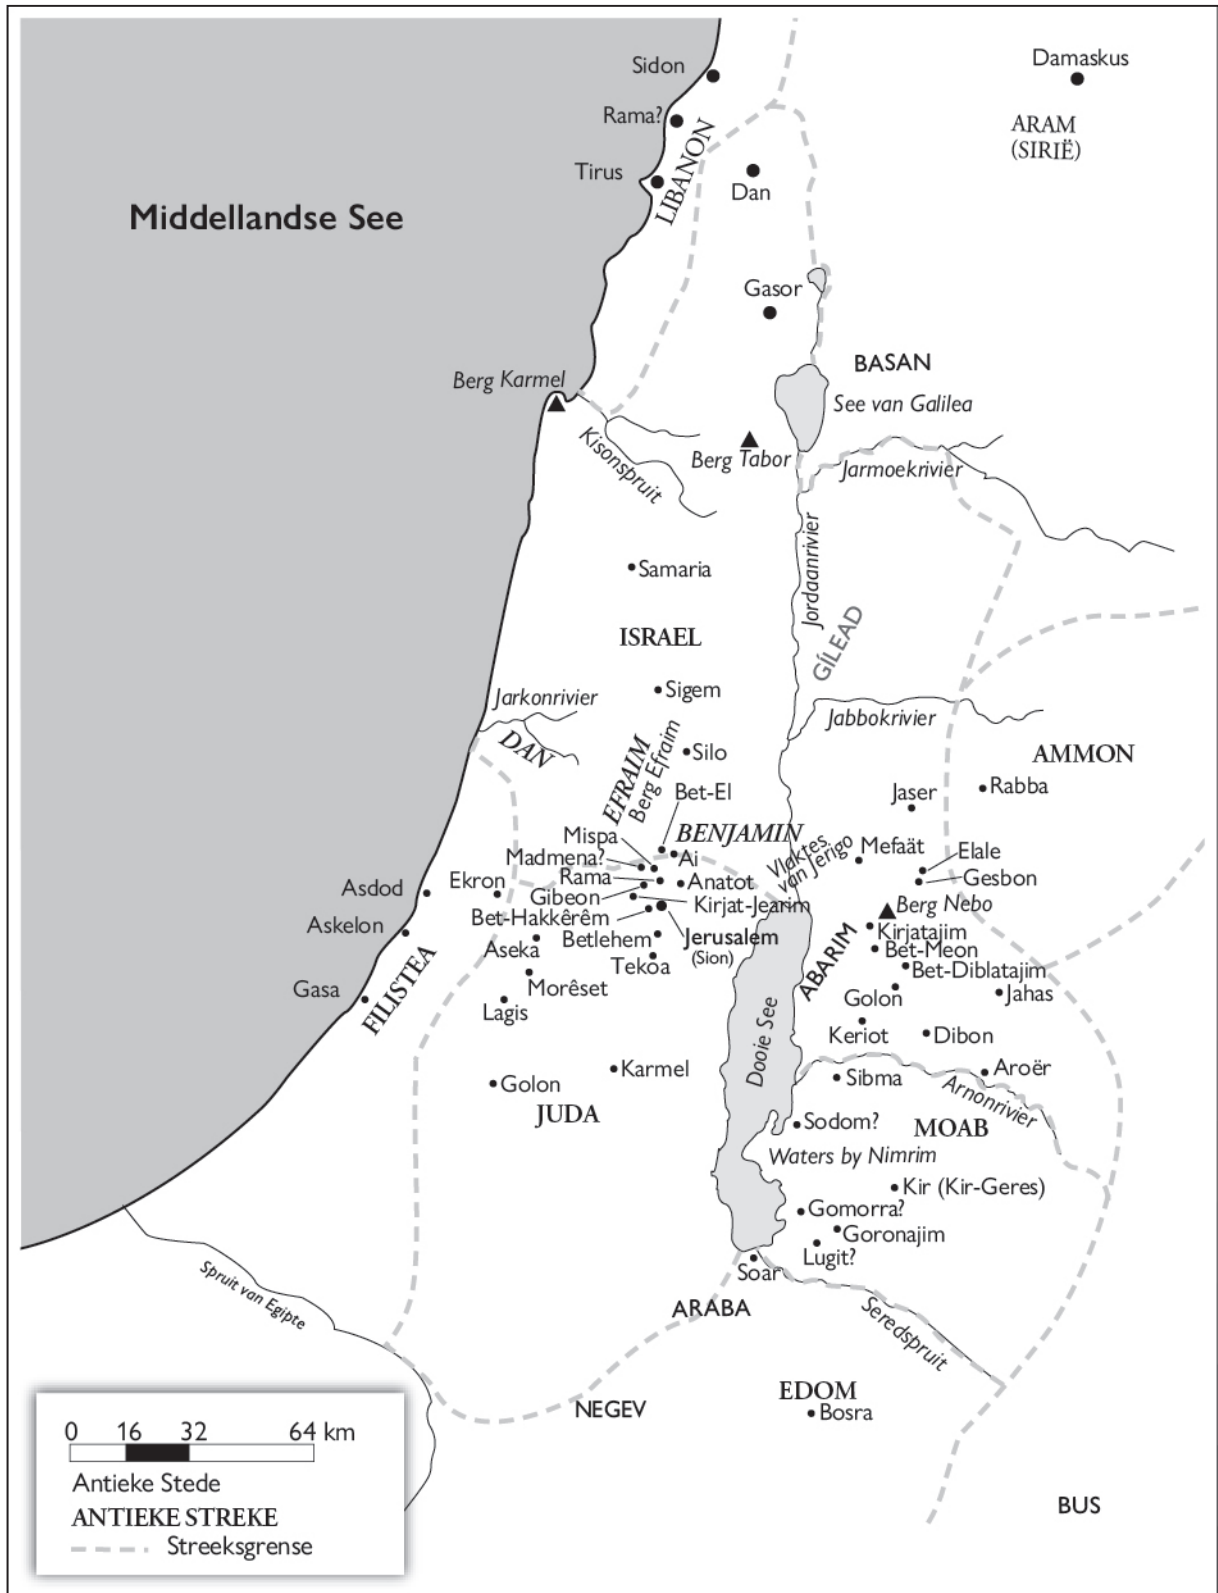 Sidon
Damaskus
Rama?
ARAM
(SIRIË)
LIBANON
Tirus
Dan
Middellandse See
Gasor
BASAN
Berg Karmel
See van Galilea
Kisonspruit
Berg Tabor
Jarmoekrivier
Jordaanrivier
Samaria
ISRAEL
GÍLEAD
Sigem
Jarkonrivier
Jabbokrivier
DAN
EFRAIM
Berg Efraim
Silo
AMMON
Rabba
Bet-El
Jaser
Mispa
BENJAMIN
Vlaktes
van Jerigo
Mefaät
Elale
Madmena?
Ai
Rama
Anatot
Gesbon
Asdod
Ekron
Gibeon
Kirjat-Jearim
Berg Nebo
Bet-Hakkêrêm
Askelon
Betlehem
Jerusalem
(Sion)
Kirjatajim
Aseka
Bet-Meon
ABARIM
Tekoa
Bet-Diblatajim
FILISTEA
Gasa
Morêset
Golon
Jahas
Lagis
Dooie See
Keriot
Dibon
Karmel
Aroër
Golon
Sibma
Arnonrivier
JUDA
Sodom?
MOAB
Waters by Nimrim
Kir (Kir-Geres)
Gomorra?
Goronajim
Lugit?
Soar
Spruit van Egipte
ARABA
Seredspruit
EDOM
NEGEV
Bosra
0 16 32 64 km
Antieke Stede
ANTIEKE STREKE
Streeksgrense
BUS